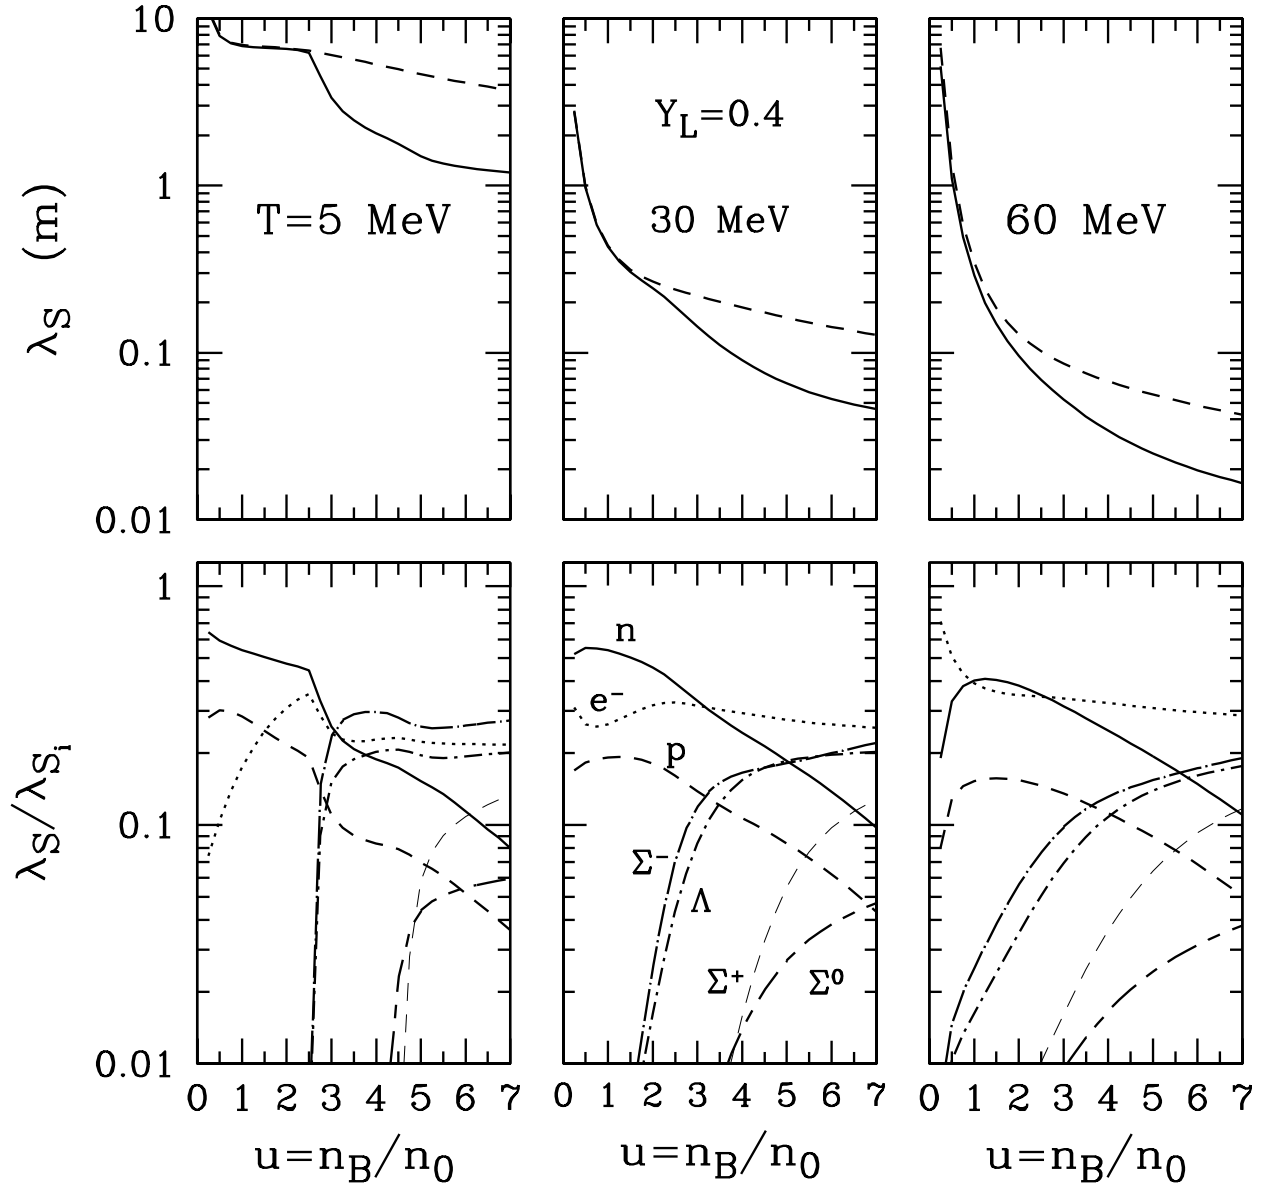 10
1
0.1
0.01
λS (m)
T=5 MeV
YL=0.4
30 MeV
60 MeV
1
0.1
0.01
λS/λSi
n
e−
p
Σ−
Λ
Σ+
Σ0
0 1 2 3 4 5 6 7
0 1 2 3 4 5 6 7
0 1 2 3 4 5 6 7
u=nB/n0
u=nB/n0
u=nB/n0